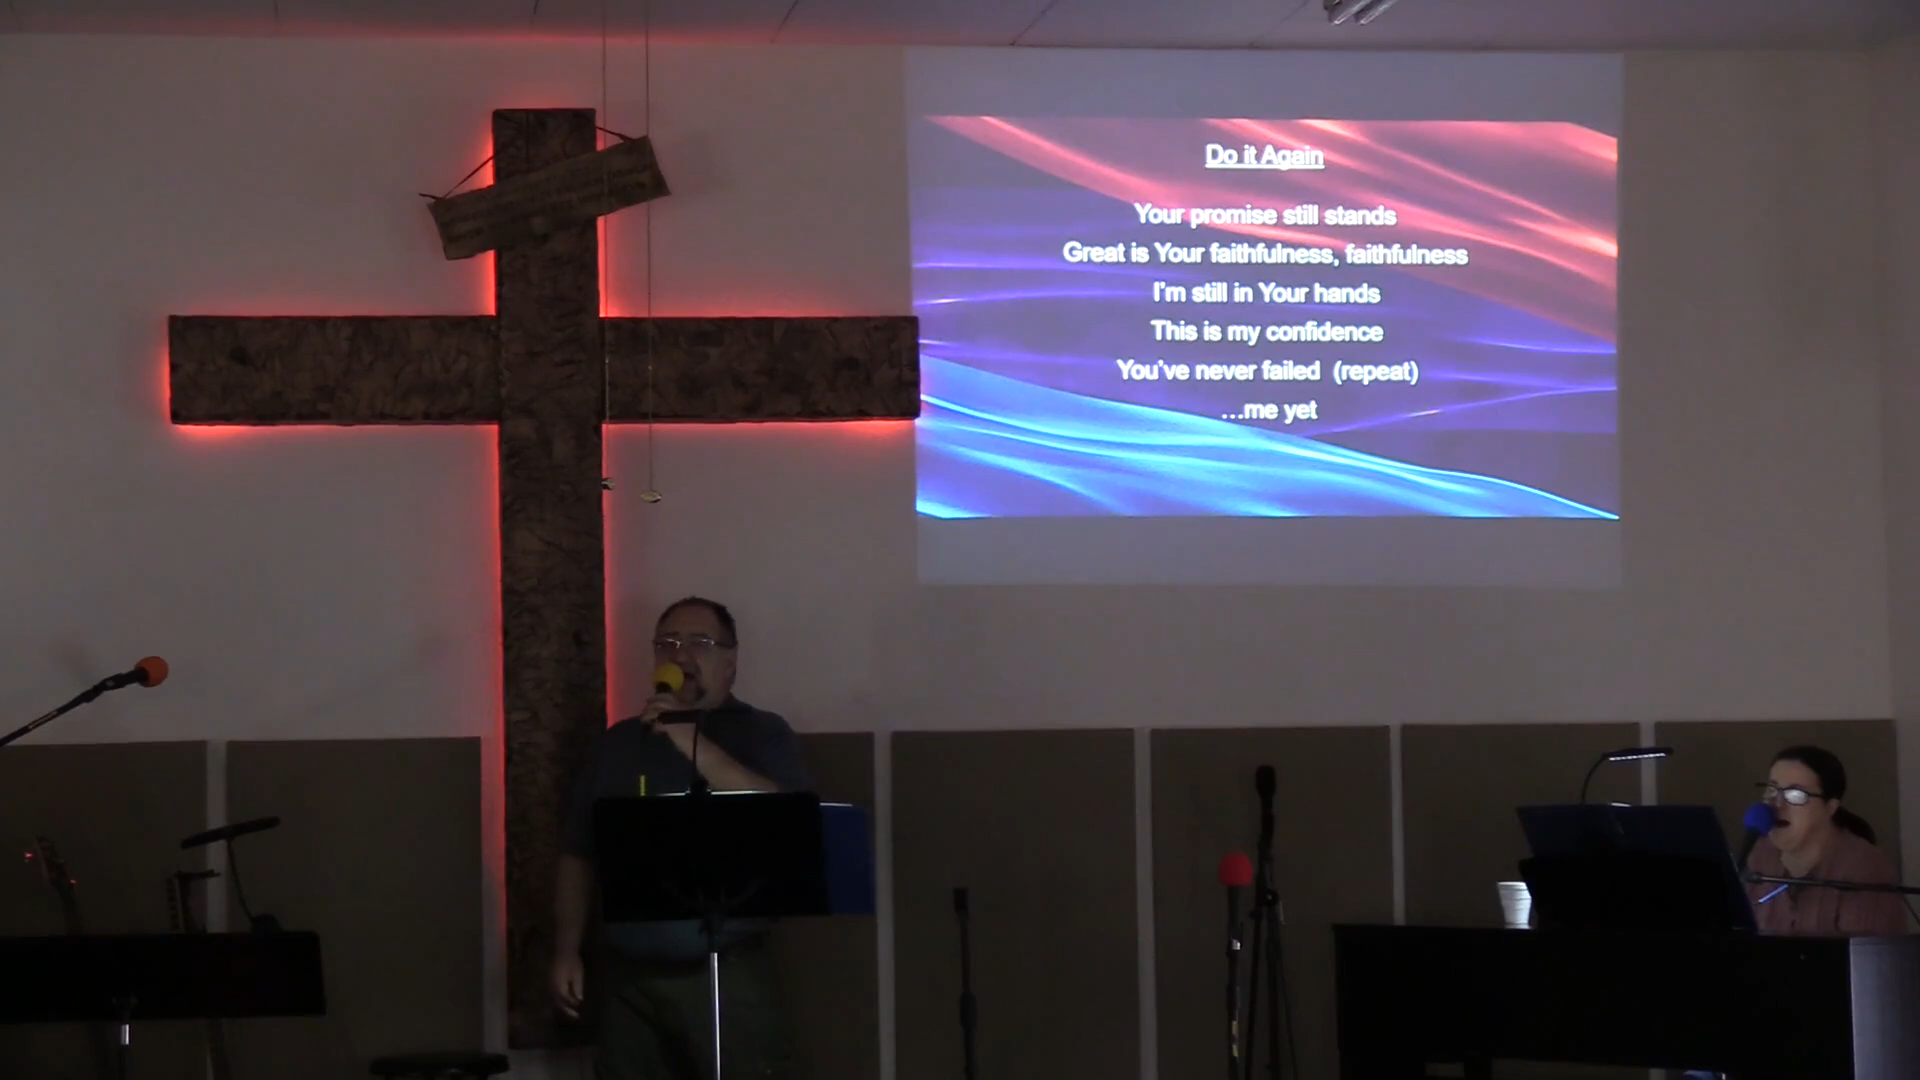 Do it Again
Your promise still stands
Great is Your faithfulness, faithfulness
I'm still in Your hands
This is my confidence
You've never failed  (repeat)
...me yet